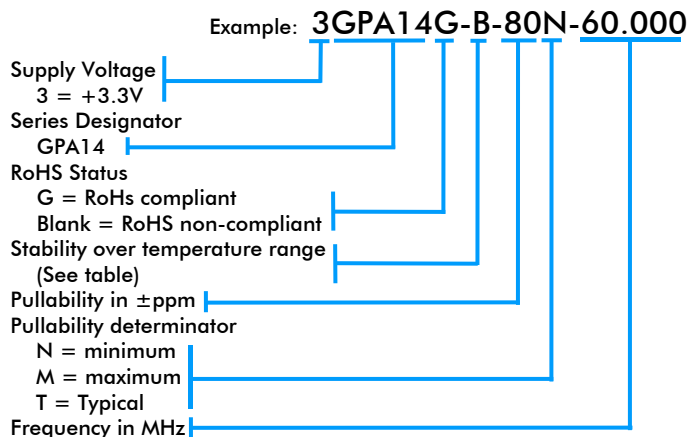 Example: 3GPA14G-B-80N-60.000
Supply Voltage
3 = +3.3V
Series Designator
GPA14
RoHS Status
G = RoHs compliant
Blank = RoHS non-compliant
Stability over temperature range
(See table)
Pullability in ±ppm
Pullability determinator
N = minimum
M = maximum
T = Typical
Frequency in MHz